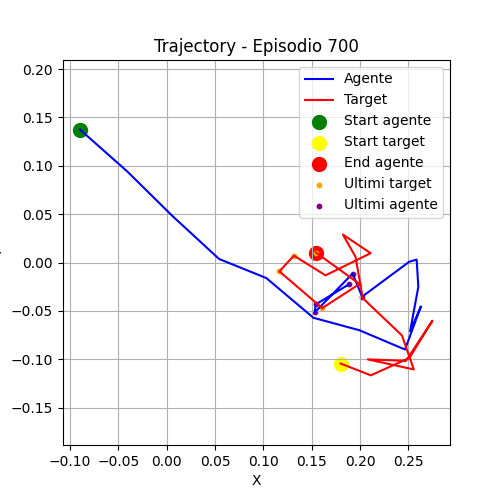 Trajectory - Episodio 700
Agente
Target
Start agente
Start target
End agente
Ultimi target
Ultimi agente
0.20
0.15
0.10
0.05
0.00
−0.05
−0.10
−0.15
−0.10
−0.05
0.00
0.05
0.10
0.15
0.20
0.25
X